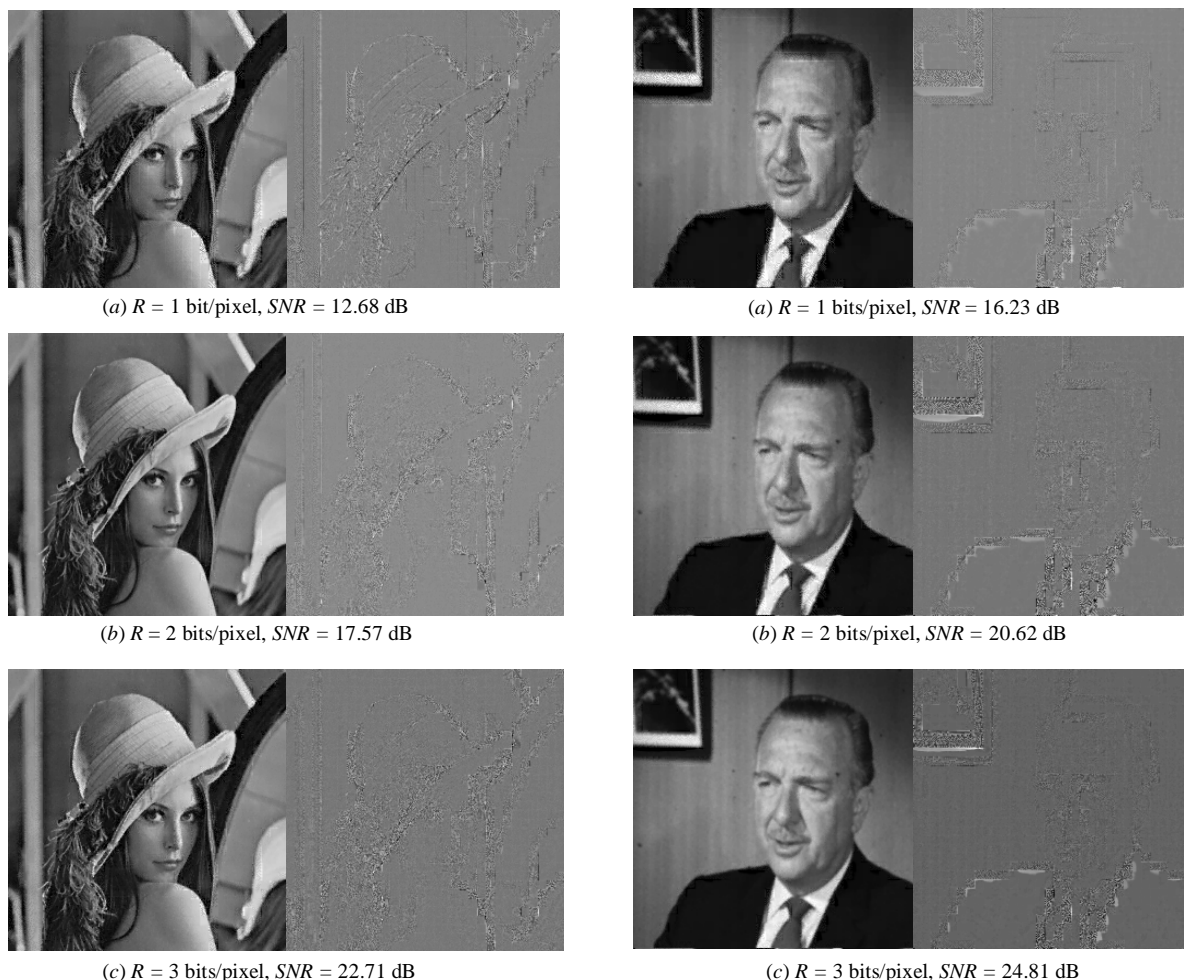 (a) R = 1 bit/pixel, SNR = 12.68 dB
(a) R = 1 bits/pixel, SNR = 16.23 dB
(b) R = 2 bits/pixel, SNR = 17.57 dB
(b) R = 2 bits/pixel, SNR = 20.62 dB
(c) R = 3 bits/pixel, SNR = 22.71 dB
(c) R = 3 bits/pixel, SNR = 24.81 dB